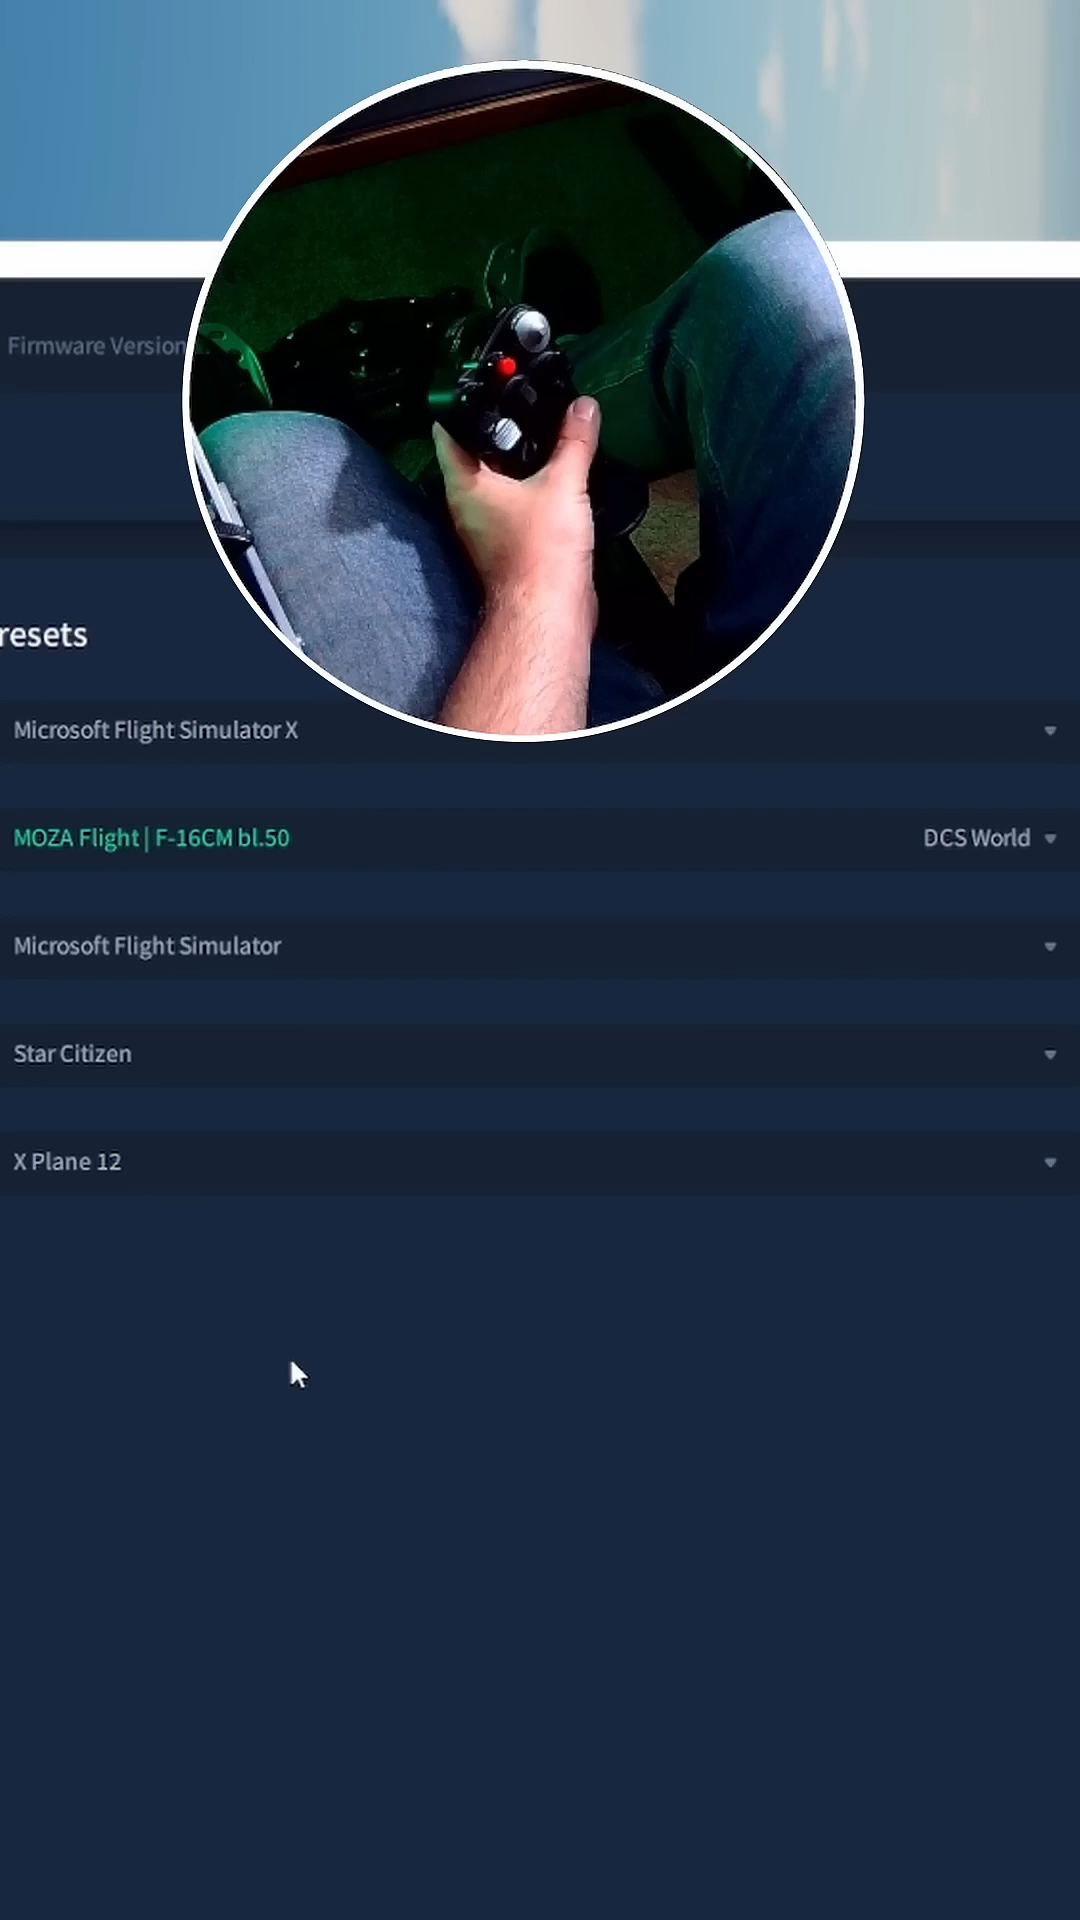 Firmware Version
resets
Microsoft Flight Simulator X
MOZA Flight | F-16CM bl.50
DCS World
Microsoft Flight Simulator
Star Citizen
X Plane 12